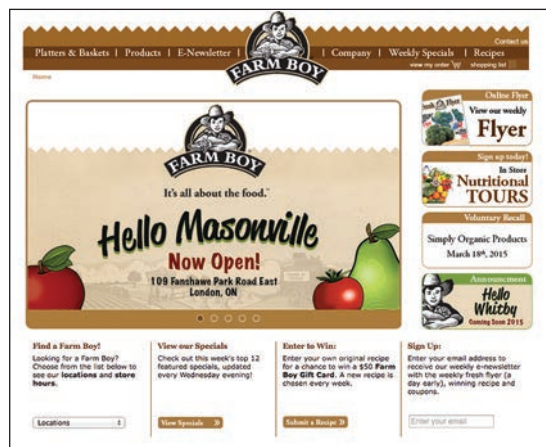 Contact us
Platters & Baskets | Products | E-Newsletter | FARM BOY | Company | Weekly Specials | Recipes
view my order shopping list
Home
FARM BOY
It's all about the food.™
Hello Masonville
Now Open!
109 Fanshawe Park Road East
London, ON
Online Flyer
Fresh Flyer
View our weekly
Flyer
Sign up today!
In Store
Nutritional
TOURS
Voluntary Recall
Simply Organic Products
March 18th, 2015
Announcment
Hello
Whitby
Coming Soon 2015
Find a Farm Boy!
Looking for a Farm Boy?
Choose from the list below to
see our locations and store
hours.
Locations
View our Specials
Check out this week's top 12
featured specials, updated
every Wednesday evening!
View Specials »
Enter to Win:
Enter your own original recipe
for a chance to win a $50 Farm
Boy Gift Card. A new recipe is
chosen every week.
Submit a Recipe »
Sign Up:
Enter your email address to
receive our weekly e-newsletter
with the weekly fresh flyer (a
day early), winning recipe and
coupons.
Enter your email